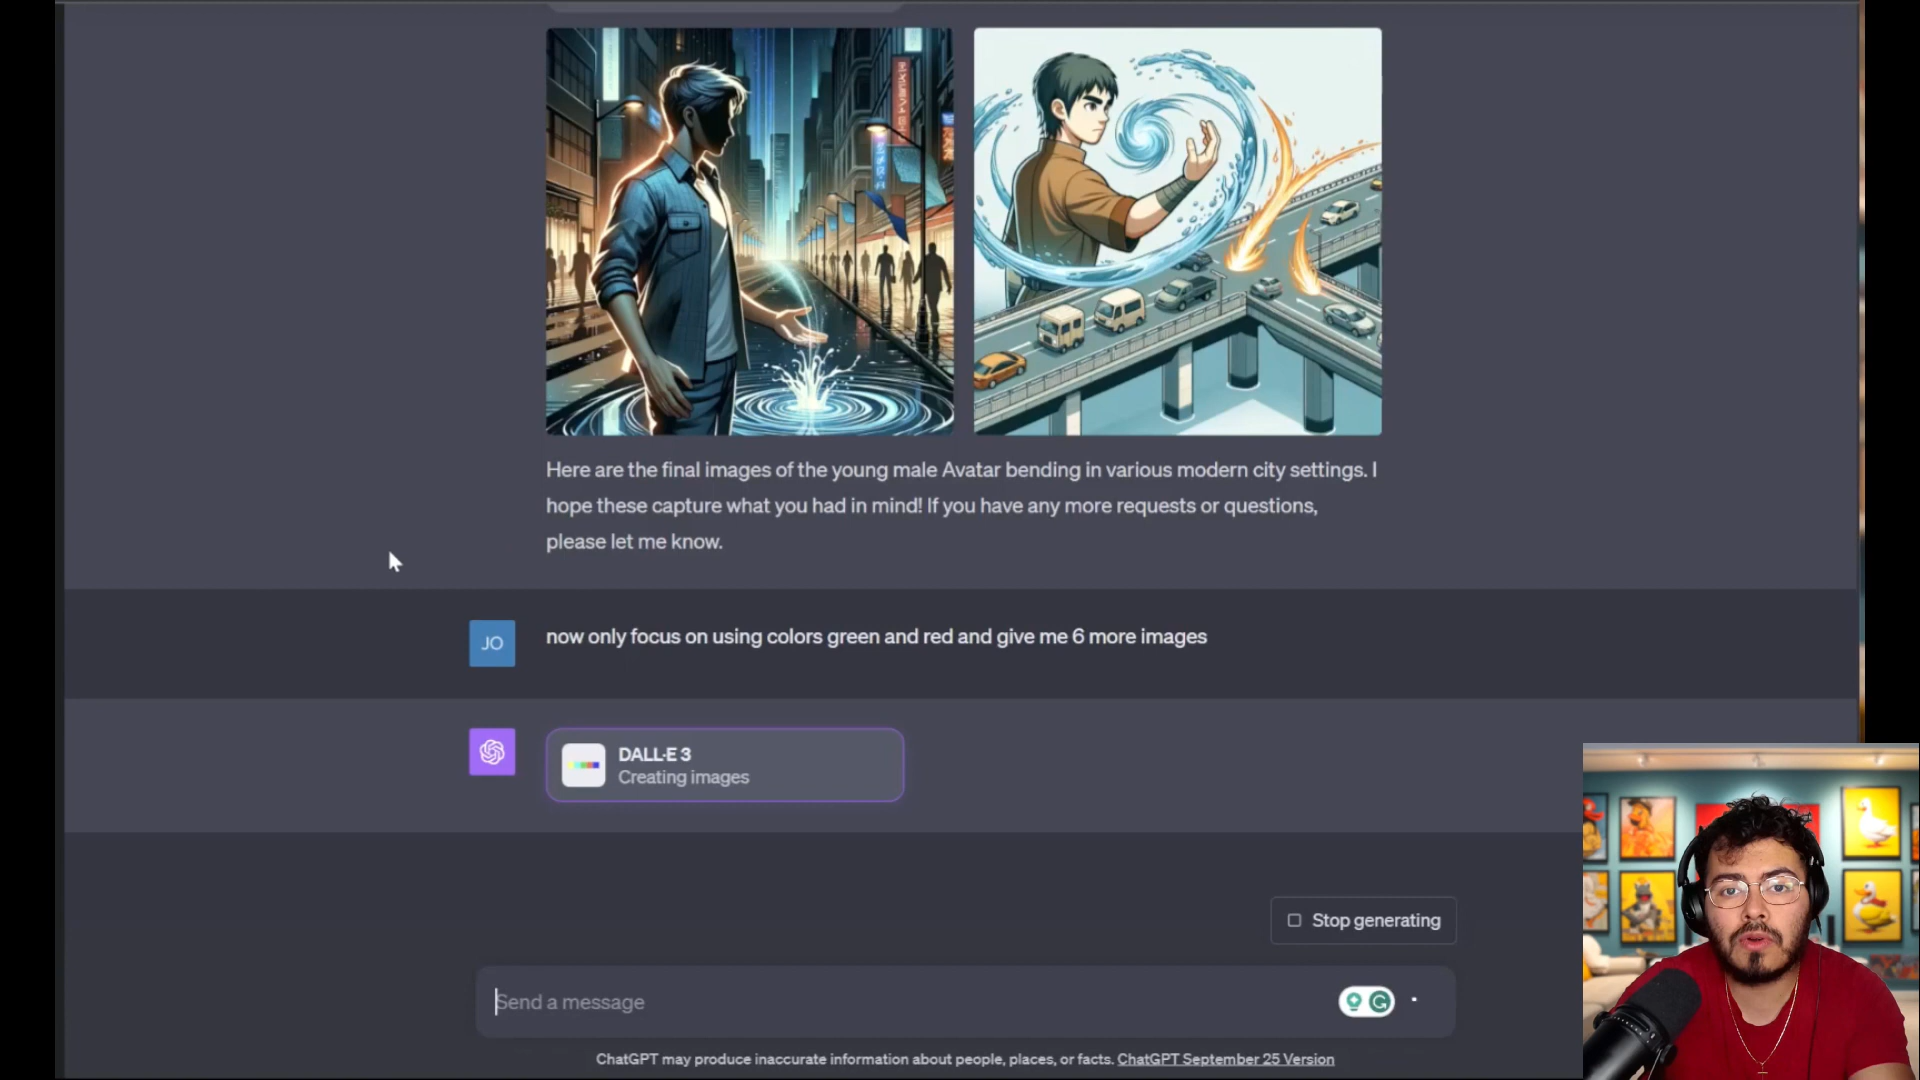 Here are the final images of the young male Avatar bending in various modern city settings. I
hope these capture what you had in mind! If you have any more requests or questions,
please let me know.
JO
now only focus on using colors green and red and give me 6 more images
DALL·E 3
Creating images
Stop generating
Send a message
ChatGPT may produce inaccurate information about people, places, or facts. ChatGPT September 25 Version